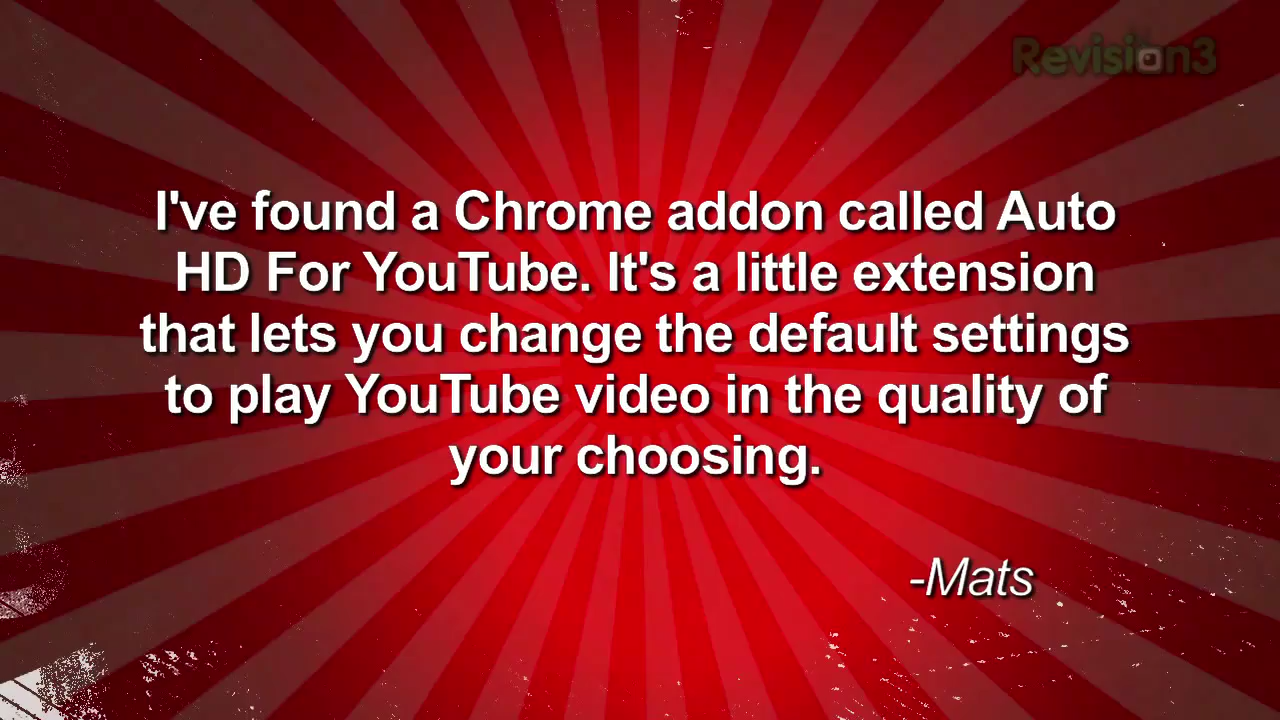 Revision3
I've found a Chrome addon called Auto
HD For YouTube. It's a little extension
that lets you change the default settings
to play YouTube video in the quality of
your choosing.
-Mats